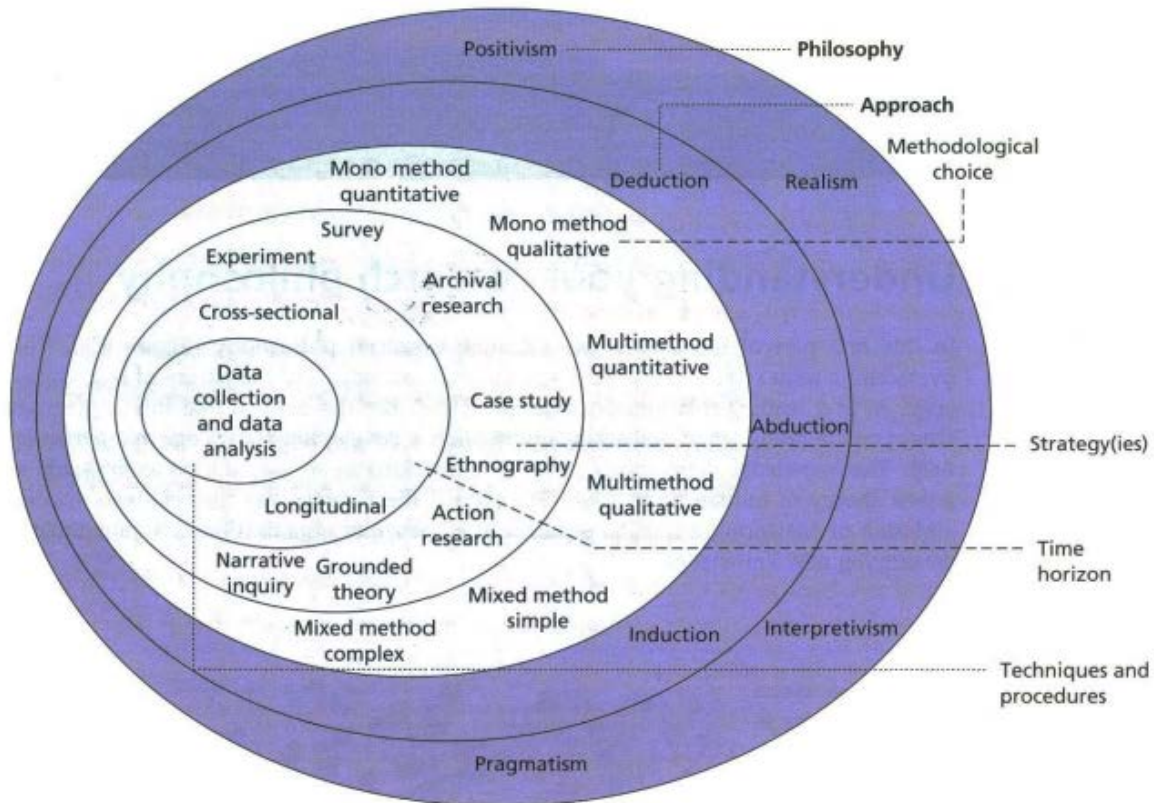 Positivism
Philosophy
Approach
Methodological
choice
Mono method
quantitative
Deduction
Realism
Survey
Mono method
qualitative
Experiment
Archival
research
Cross-sectional
Multimethod
quantitative
Data
collection
and data
analysis
Case study
Abduction
Strategy(ies)
Ethnography
Multimethod
qualitative
Longitudinal
Action
research
Time
horizon
Narrative
inquiry
Grounded
theory
Mixed method
simple
Mixed method
complex
Induction
Interpretivism
Techniques and
procedures
Pragmatism